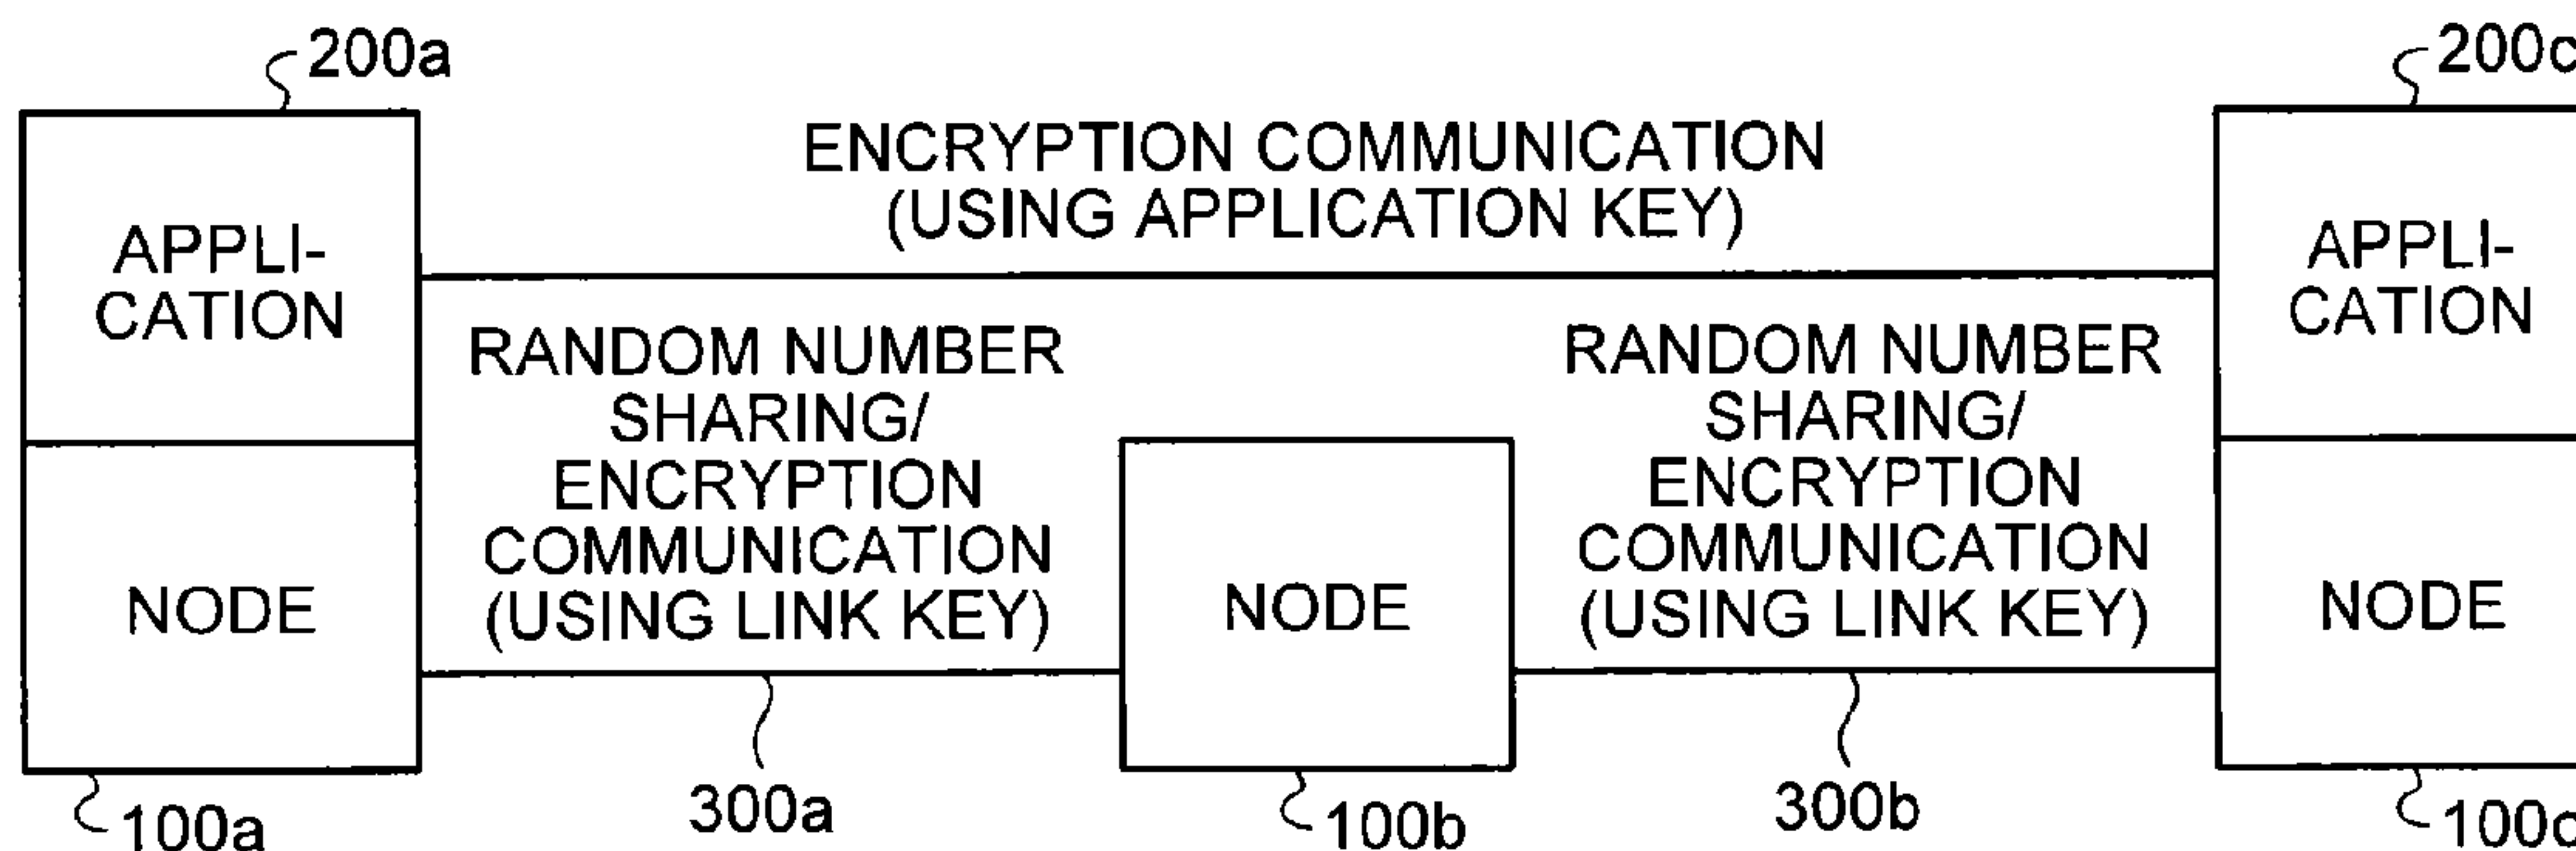 200a
200c
ENCRYPTION COMMUNICATION
(USING APPLICATION KEY)
APPLI-
CATION
RANDOM NUMBER
SHARING/
ENCRYPTION
COMMUNICATION
(USING LINK KEY)
RANDOM NUMBER
SHARING/
ENCRYPTION
COMMUNICATION
(USING LINK KEY)
APPLI-
CATION
NODE
NODE
NODE
300a
300b
100a
100b
100c